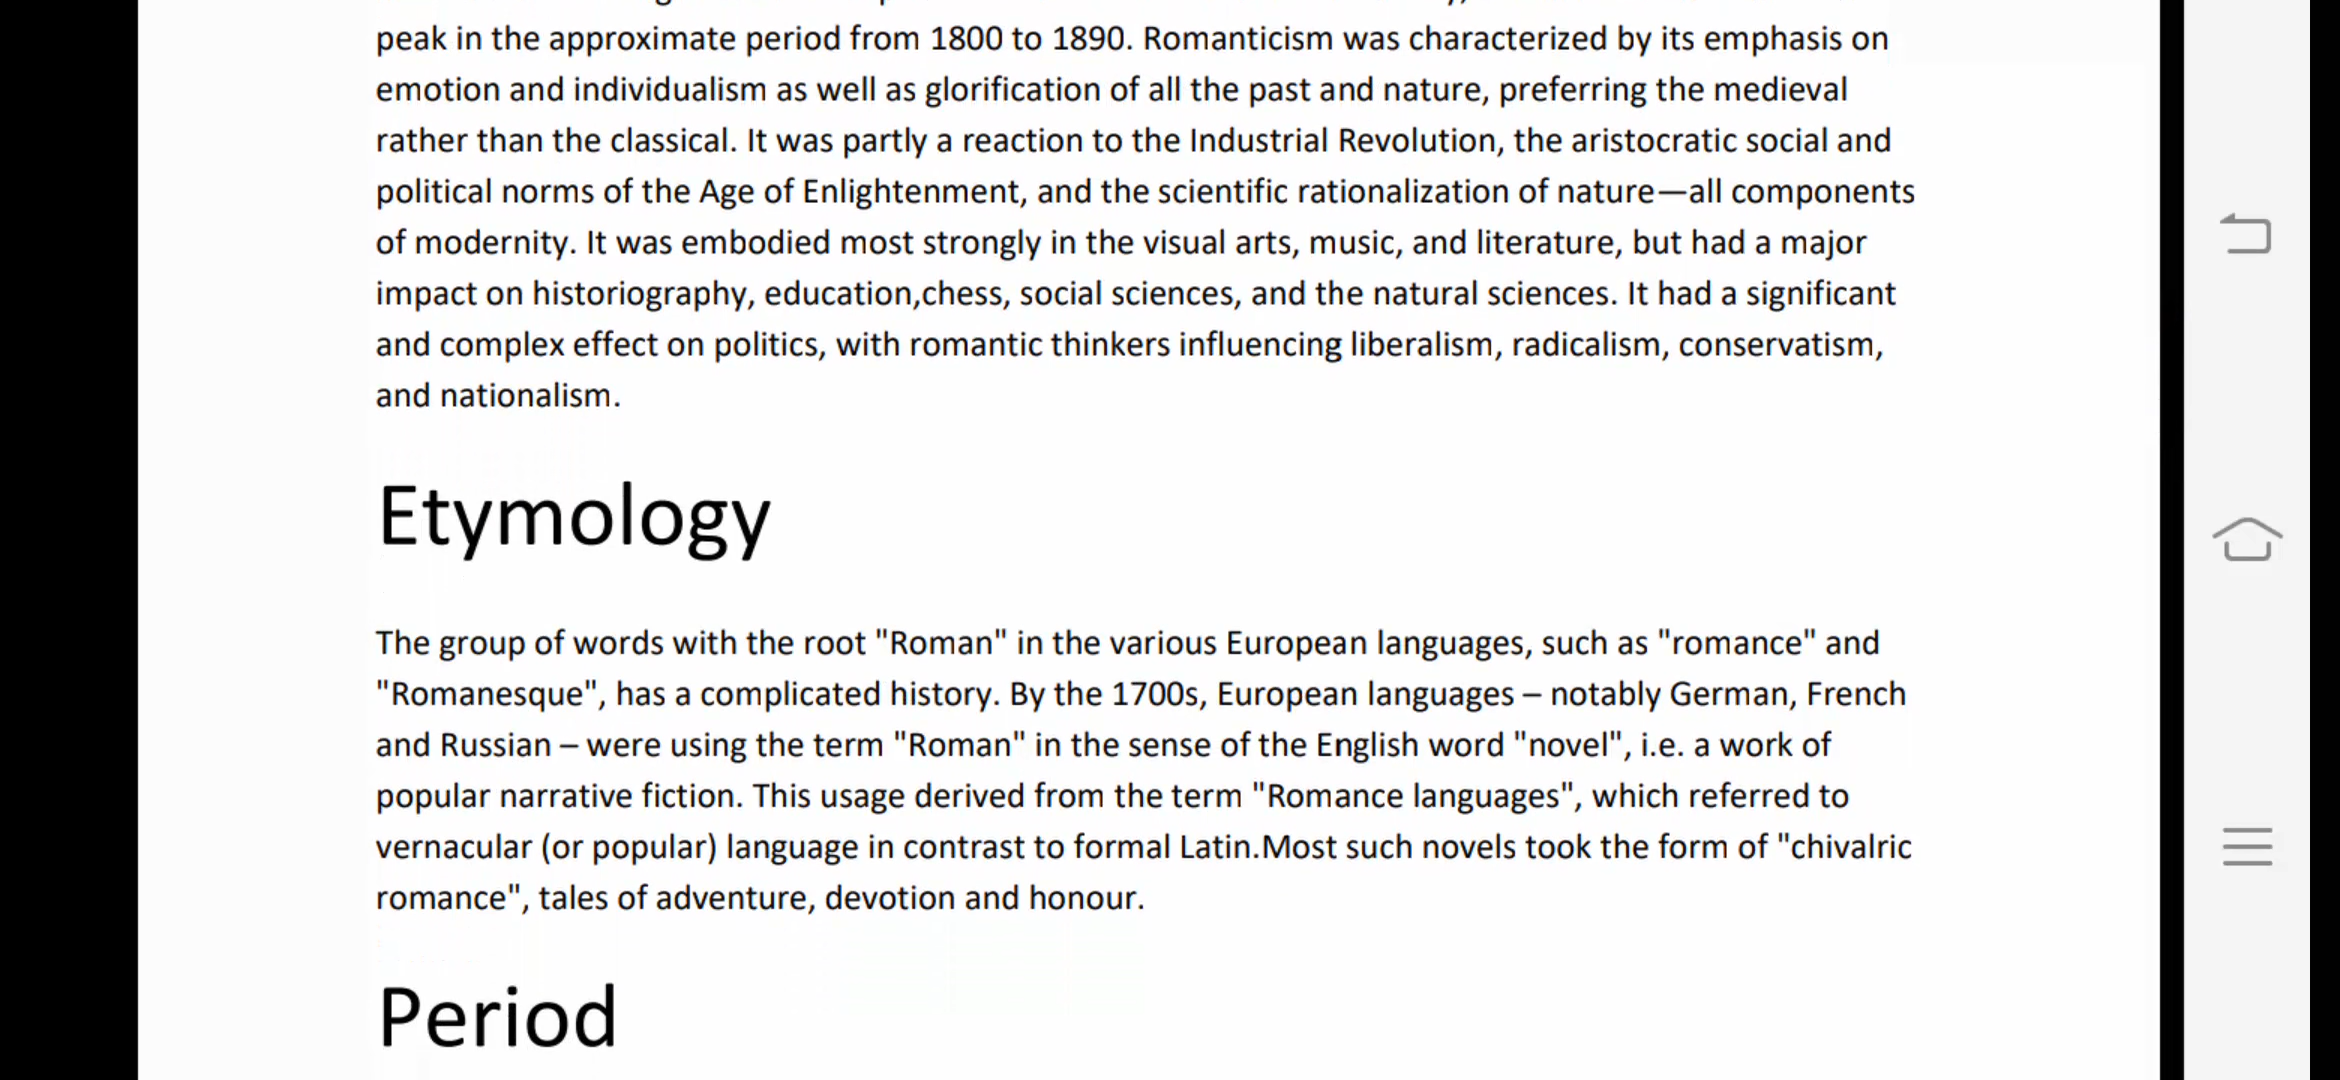 peak in the approximate period from 1800 to 1890. Romanticism was characterized by its emphasis on
emotion and individualism as well as glorification of all the past and nature, preferring the medieval
rather than the classical. It was partly a reaction to the Industrial Revolution, the aristocratic social and
political norms of the Age of Enlightenment, and the scientific rationalization of nature—all components
of modernity. It was embodied most strongly in the visual arts, music, and literature, but had a major
impact on historiography, education,chess, social sciences, and the natural sciences. It had a significant
and complex effect on politics, with romantic thinkers influencing liberalism, radicalism, conservatism,
and nationalism.
Etymology
The group of words with the root "Roman" in the various European languages, such as "romance" and
"Romanesque", has a complicated history. By the 1700s, European languages – notably German, French
and Russian – were using the term "Roman" in the sense of the English word "novel", i.e. a work of
popular narrative fiction. This usage derived from the term "Romance languages", which referred to
vernacular (or popular) language in contrast to formal Latin.Most such novels took the form of "chivalric
romance", tales of adventure, devotion and honour.
Period